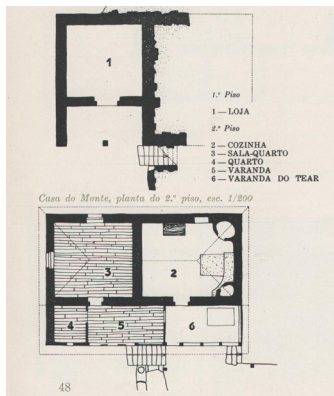 1
1.º Piso
1 — LOJA
2.º Piso
2 — COZINHA
3 — SALA-QUARTO
4 — QUARTO
5 — VARANDA
6 — VARANDA DO TEAR
Casa do Monte, planta do 2.º piso, esc. 1/200
3
2
4
5
6
48